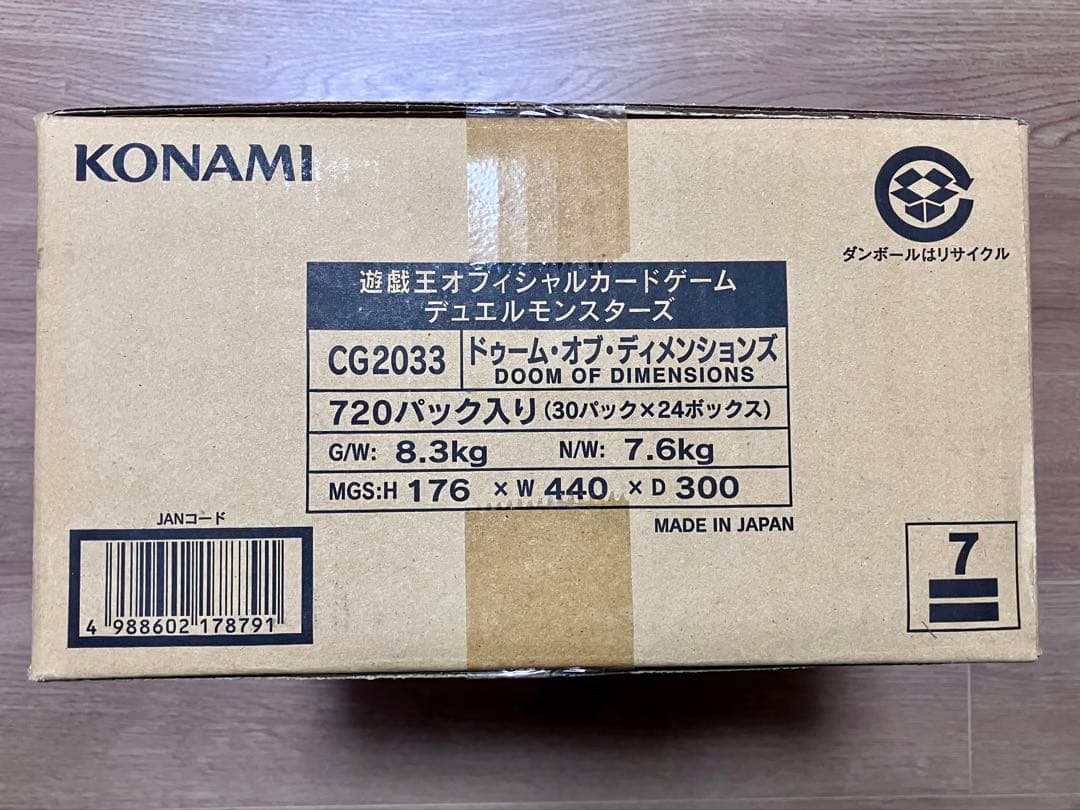 KONAMI
ダンボールはリサイクル
遊戯王オフィシャルカードゲーム
デュエルモンスターズ
CG2033
ドゥーム・オブ・ディメンションズ
DOOM OF DIMENSIONS
720パック入り(30パック×24ボックス)
G/W: 8.3kg N/W: 7.6kg
MGS:H 176 × W 440 × D 300
MADE IN JAPAN
JANコード
4 988602 178791
7